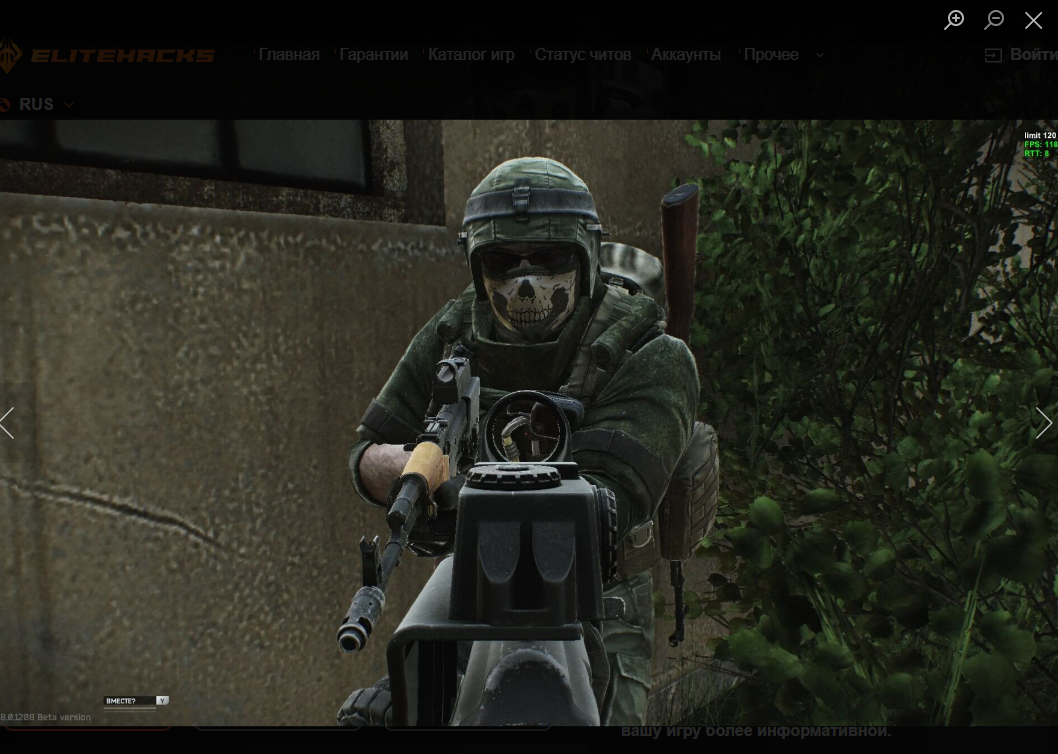 ELITEHACKS
Главная
Гарантии
Каталог игр
Статус читов
Аккаунты
Прочее
Войти
RUS
limit 120
FPS: 118
RTT: 8
ВМЕСТЕ? Y
8.0.1208 Beta version
вашу игру более информативной.